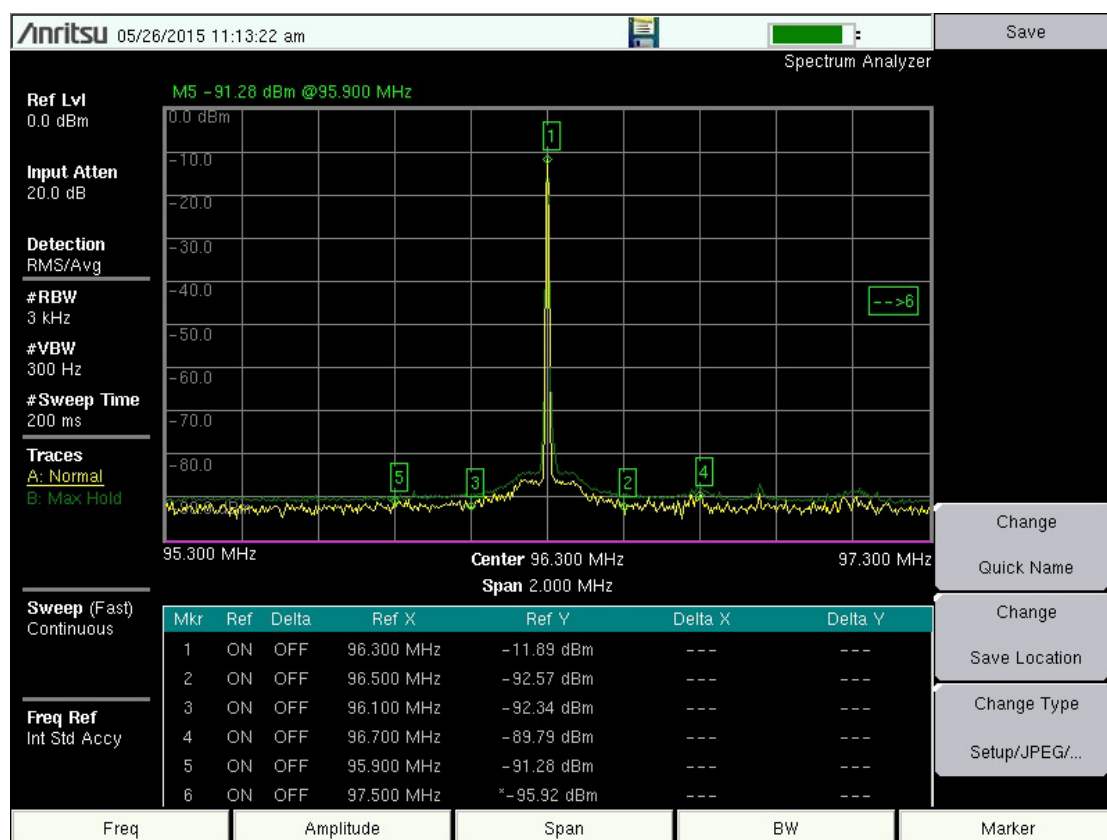 Anritsu 05/26/2015 11:13:22 am
Save
Spectrum Analyzer
M5 -91.28 dBm @95.900 MHz
Ref Lvl
0.0 dBm
Input Atten
20.0 dB
Detection
RMS/Avg
#RBW
3 kHz
#VBW
300 Hz
#Sweep Time
200 ms
Traces
A: Normal
B: Max Hold
Sweep (Fast)
Continuous
Freq Ref
Int Std Accy
0.0 dBm
-10.0
-20.0
-30.0
-40.0
-50.0
-60.0
-70.0
-80.0
1
-->6
5
3
2
4
95.300 MHz
Center 96.300 MHz
97.300 MHz
Span 2.000 MHz
Mkr Ref Delta Ref X Ref Y Delta X Delta Y
1 ON OFF 96.300 MHz -11.89 dBm --- ---
2 ON OFF 96.500 MHz -92.57 dBm --- ---
3 ON OFF 96.100 MHz -92.34 dBm --- ---
4 ON OFF 96.700 MHz -89.79 dBm --- ---
5 ON OFF 95.900 MHz -91.28 dBm --- ---
6 ON OFF 97.500 MHz *-95.92 dBm --- ---
Change
Quick Name
Change
Save Location
Change Type
Setup/JPEG/...
Freq
Amplitude
Span
BW
Marker